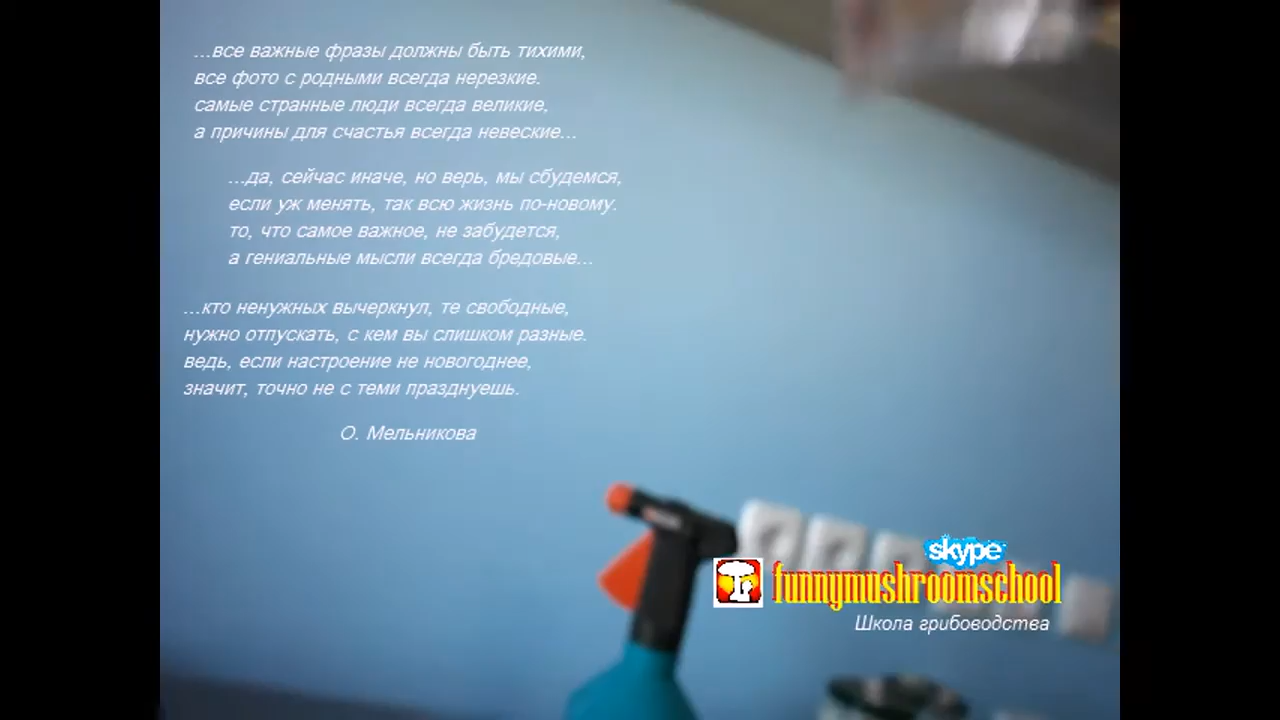 ...все важные фразы должны быть тихими,
все фото с родными всегда нерезкие.
самые странные люди всегда великие,
а причины для счастья всегда невеские...
...да, сейчас иначе, но верь, мы сбудемся,
если уж менять, так всю жизнь по-новому.
то, что самое важное, не забудется,
а гениальные мысли всегда бредовые...
...кто ненужных вычеркнул, те свободные,
нужно отпускать, с кем вы слишком разные.
ведь, если настроение не новогоднее,
значит, точно не с теми празднуешь.
О. Мельникова
skype
funnymushroomschool
Школа грибоводства